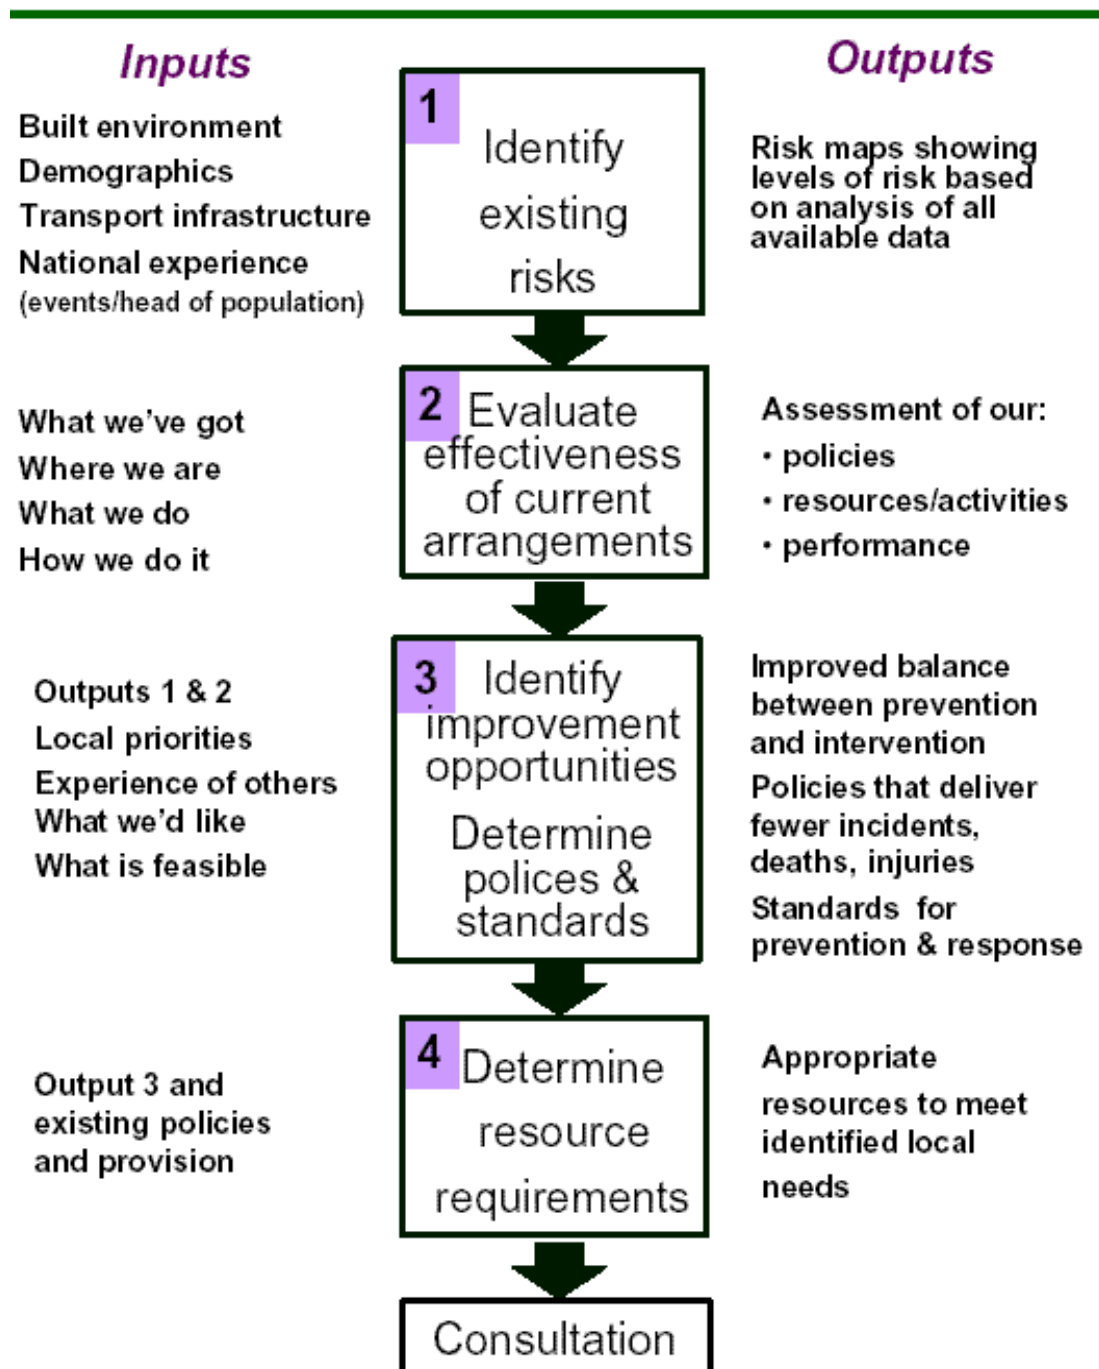 Inputs
Outputs
Built environment
Demographics
Transport infrastructure
National experience
(events/head of population)
1
Identify
existing
risks
Risk maps showing
levels of risk based
on analysis of all
available data
What we've got
Where we are
What we do
How we do it
2
Evaluate
effectiveness
of current
arrangements
Assessment of our:
• policies
• resources/activities
• performance
Outputs 1 & 2
Local priorities
Experience of others
What we'd like
What is feasible
3
Identify
improvement
opportunities
Determine
polices &
standards
Improved balance
between prevention
and intervention
Policies that deliver
fewer incidents,
deaths, injuries
Standards for
prevention & response
Output 3 and
existing policies
and provision
4
Determine
resource
requirements
Appropriate
resources to meet
identified local
needs
Consultation